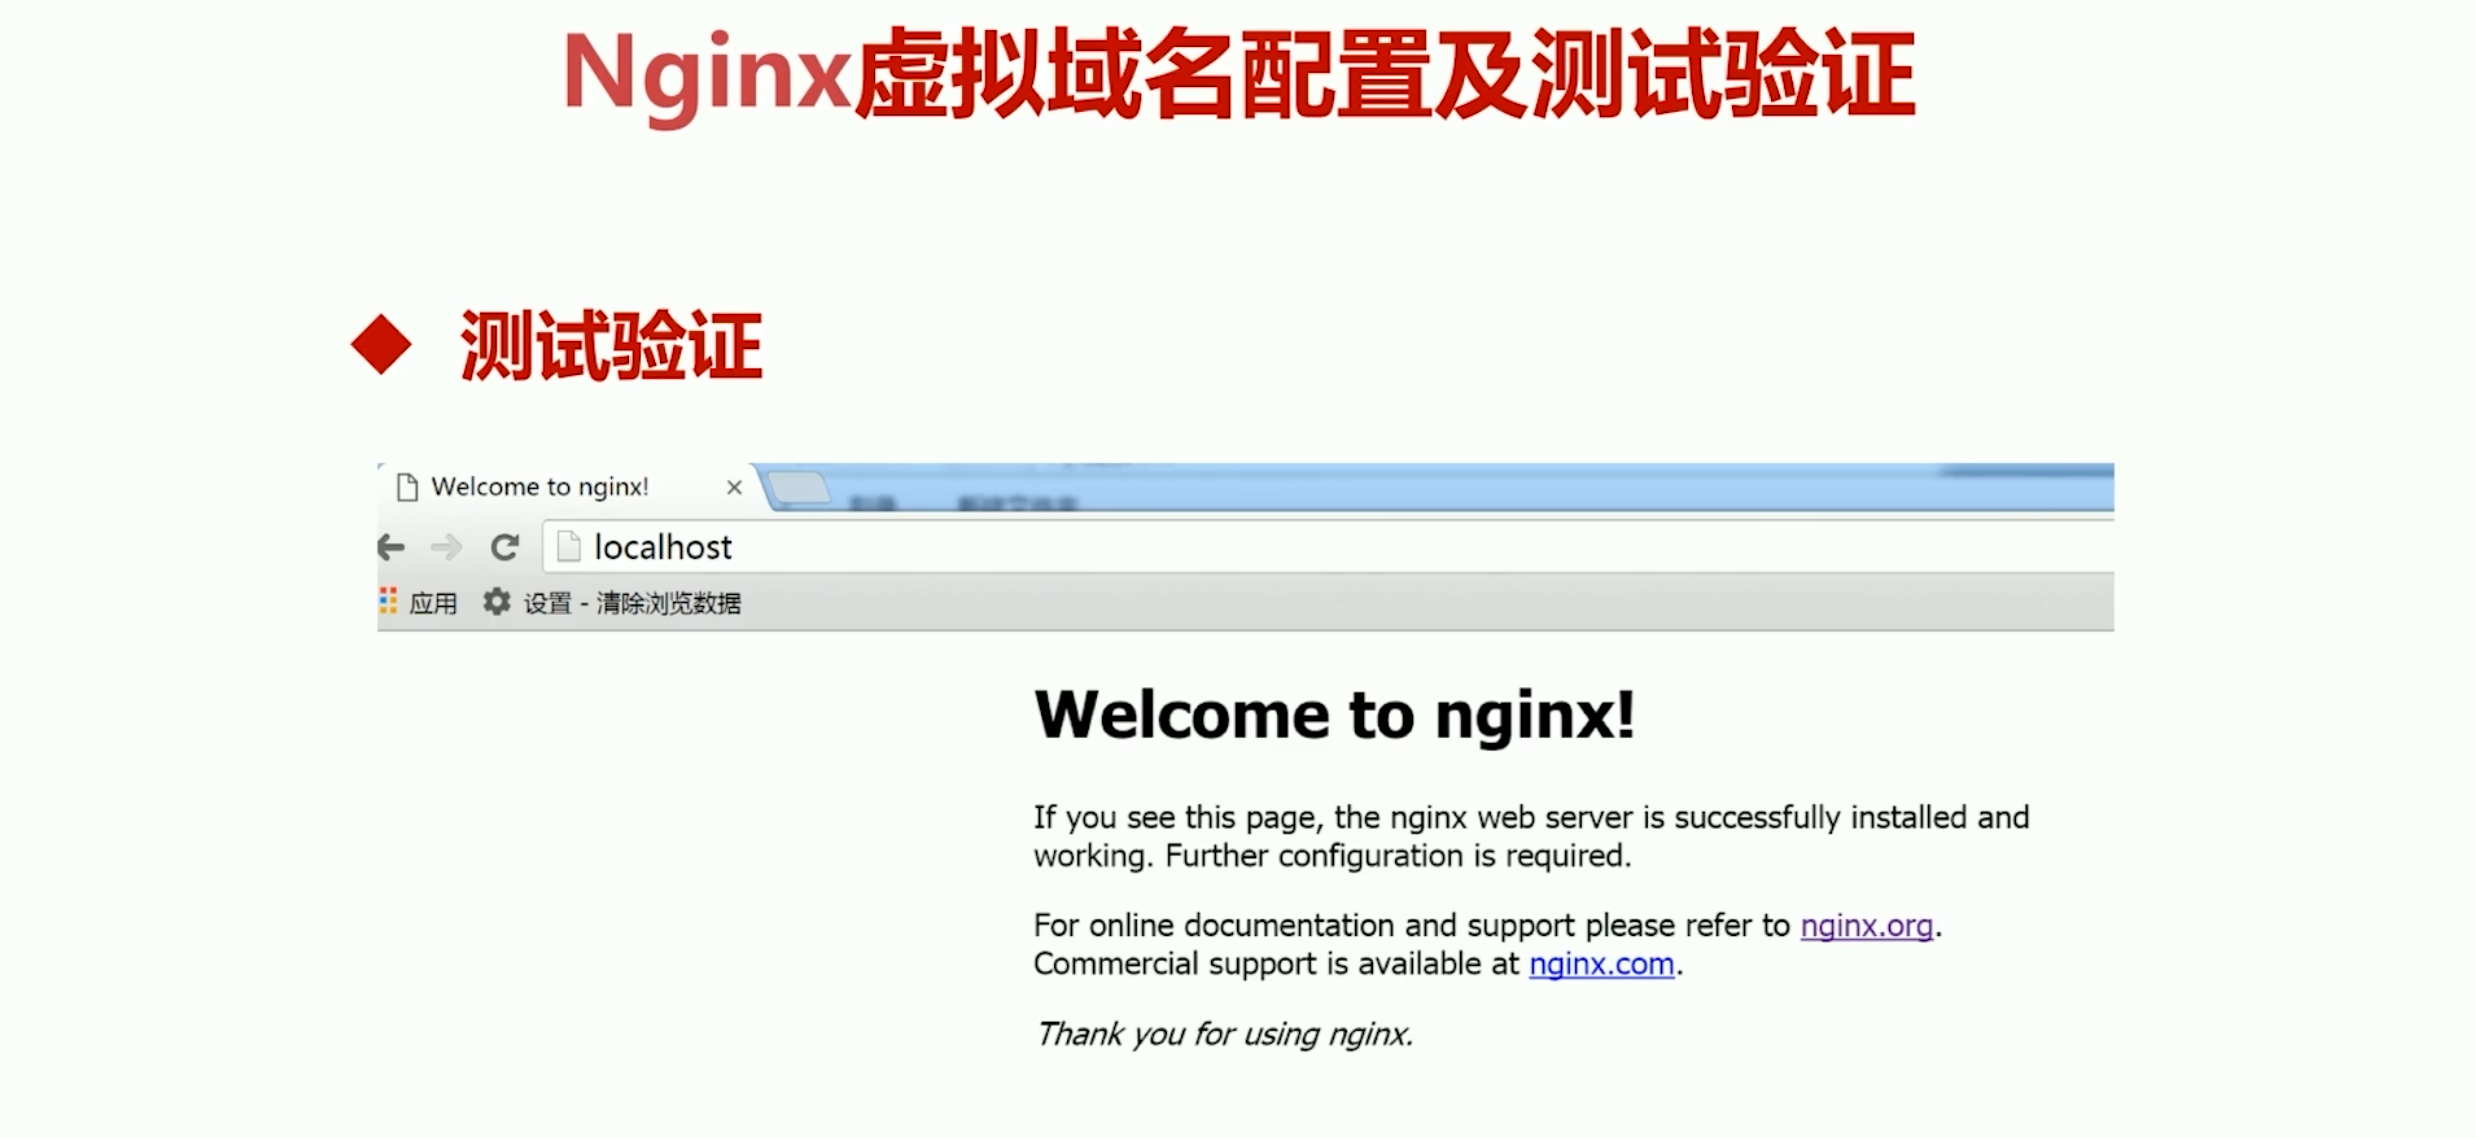 Nginx虚拟域名配置及测试验证
◆ 测试验证
Welcome to nginx!
localhost
应用 设置 - 清除浏览数据
Welcome to nginx!
If you see this page, the nginx web server is successfully installed and
working. Further configuration is required.
For online documentation and support please refer to nginx.org.
Commercial support is available at nginx.com.
Thank you for using nginx.